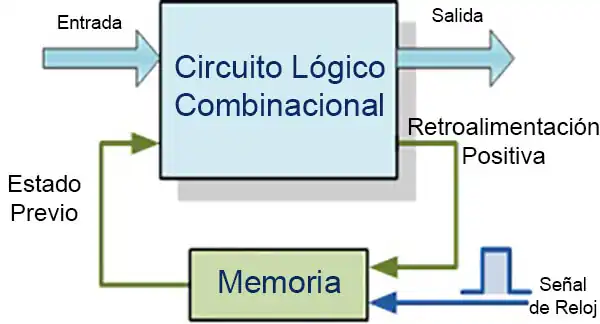 Entrada
Salida
Circuito Lógico
Combinacional
Retroalimentación
Positiva
Estado
Previo
Memoria
Señal
de Reloj